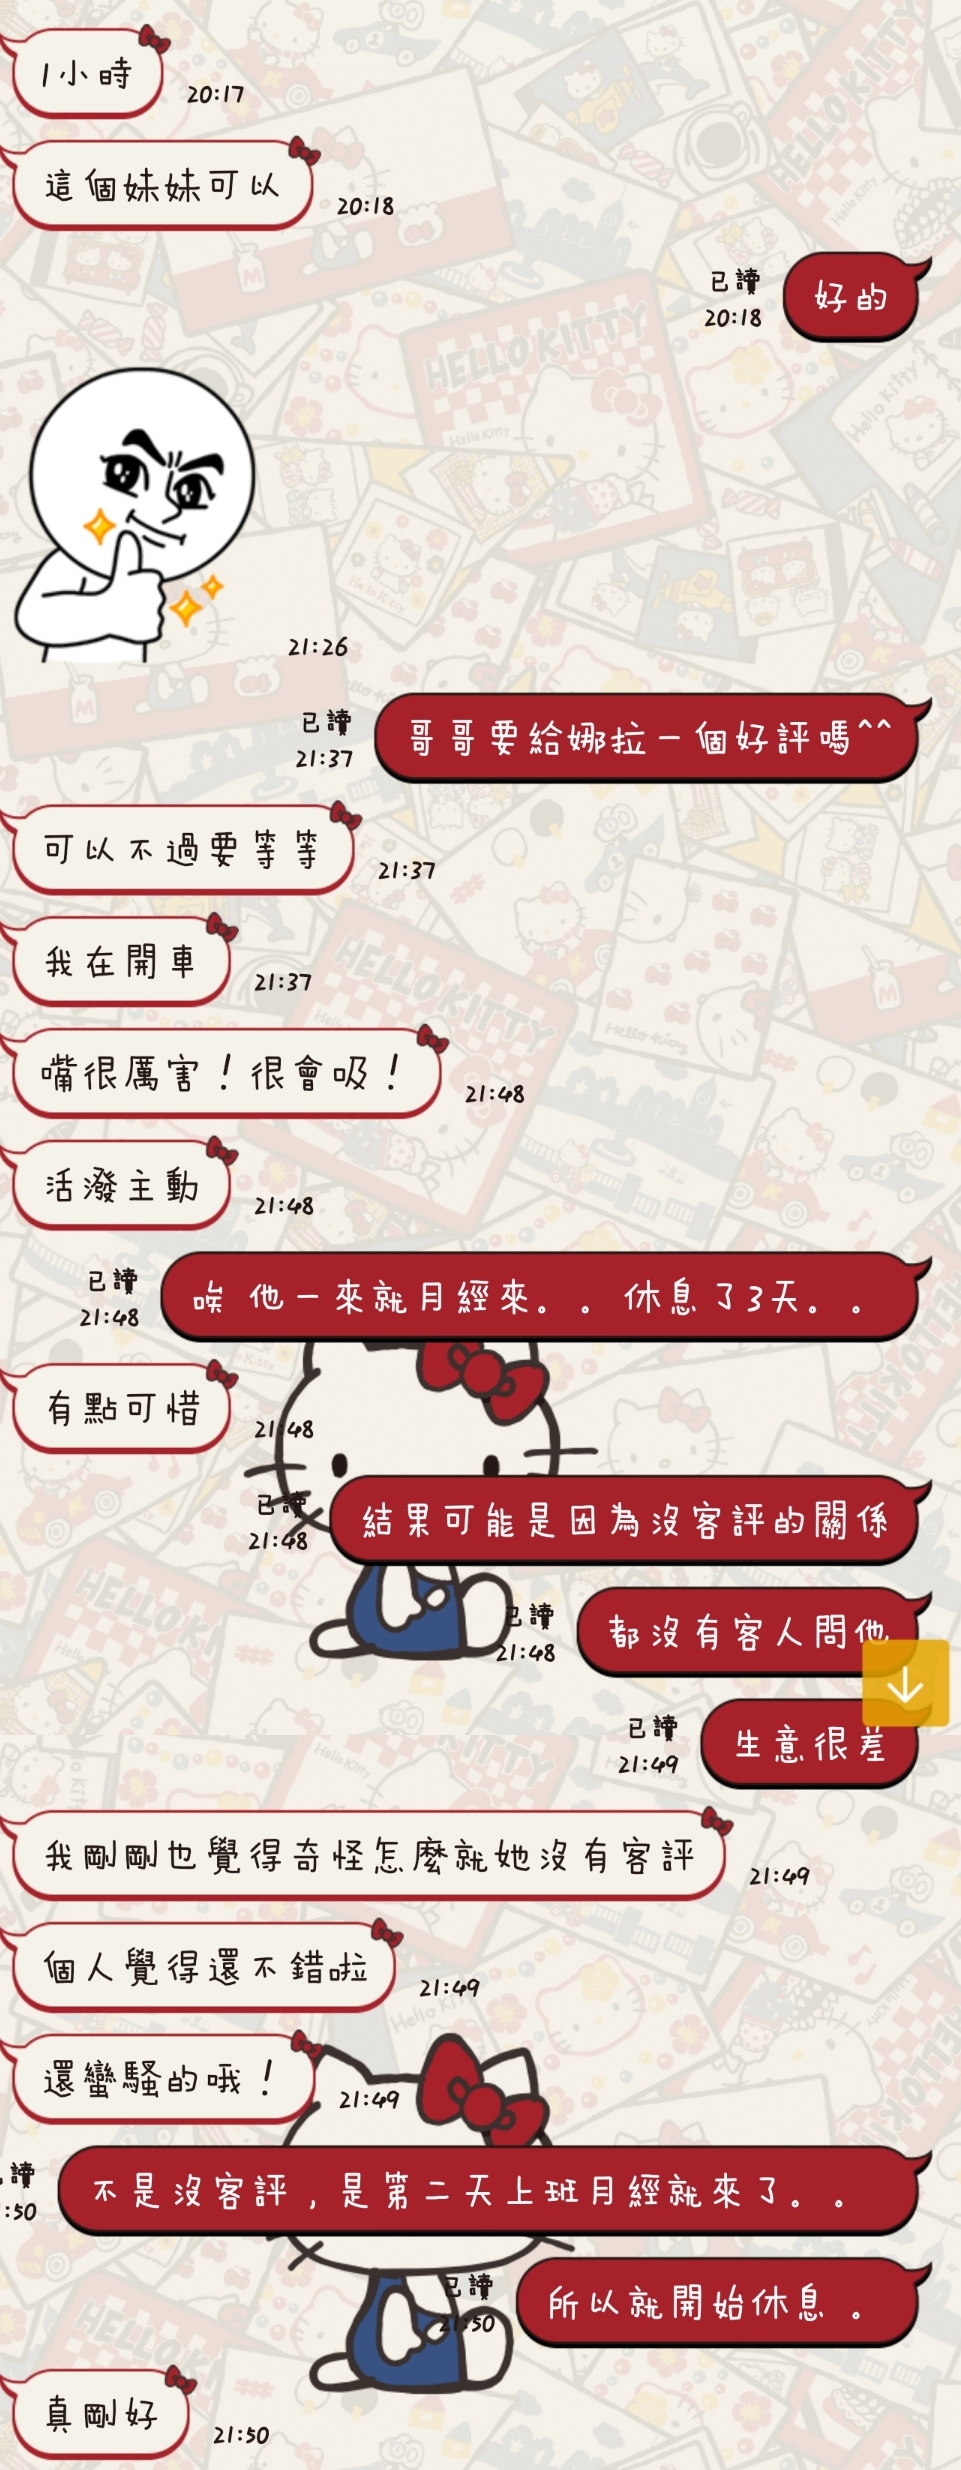 1小時
20:17
這個妹妹可以
20:18
已讀
20:18
好的
21:26
已讀
21:37
哥哥要給娜拉一個好評嗎^^
可以不過要等等
21:37
我在開車
21:37
嘴很厲害！很會吸！
21:48
活潑主動
21:48
已讀
21:48
唉 他一來就月經來。。休息了3天。。
有點可惜
21:48
已讀
21:48
結果可能是因為沒客評的關係
已讀
21:48
都沒有客人問他
已讀
21:49
生意很差
我剛剛也覺得奇怪怎麼就她沒有客評
21:49
個人覺得還不錯啦
21:49
還蠻騷的哦！
21:49
讀
:50
不是沒客評，是第二天上班月經就來了。。
已讀
21:50
所以就開始休息。
真剛好
21:50
HELLO KITTY
Hello Kitty